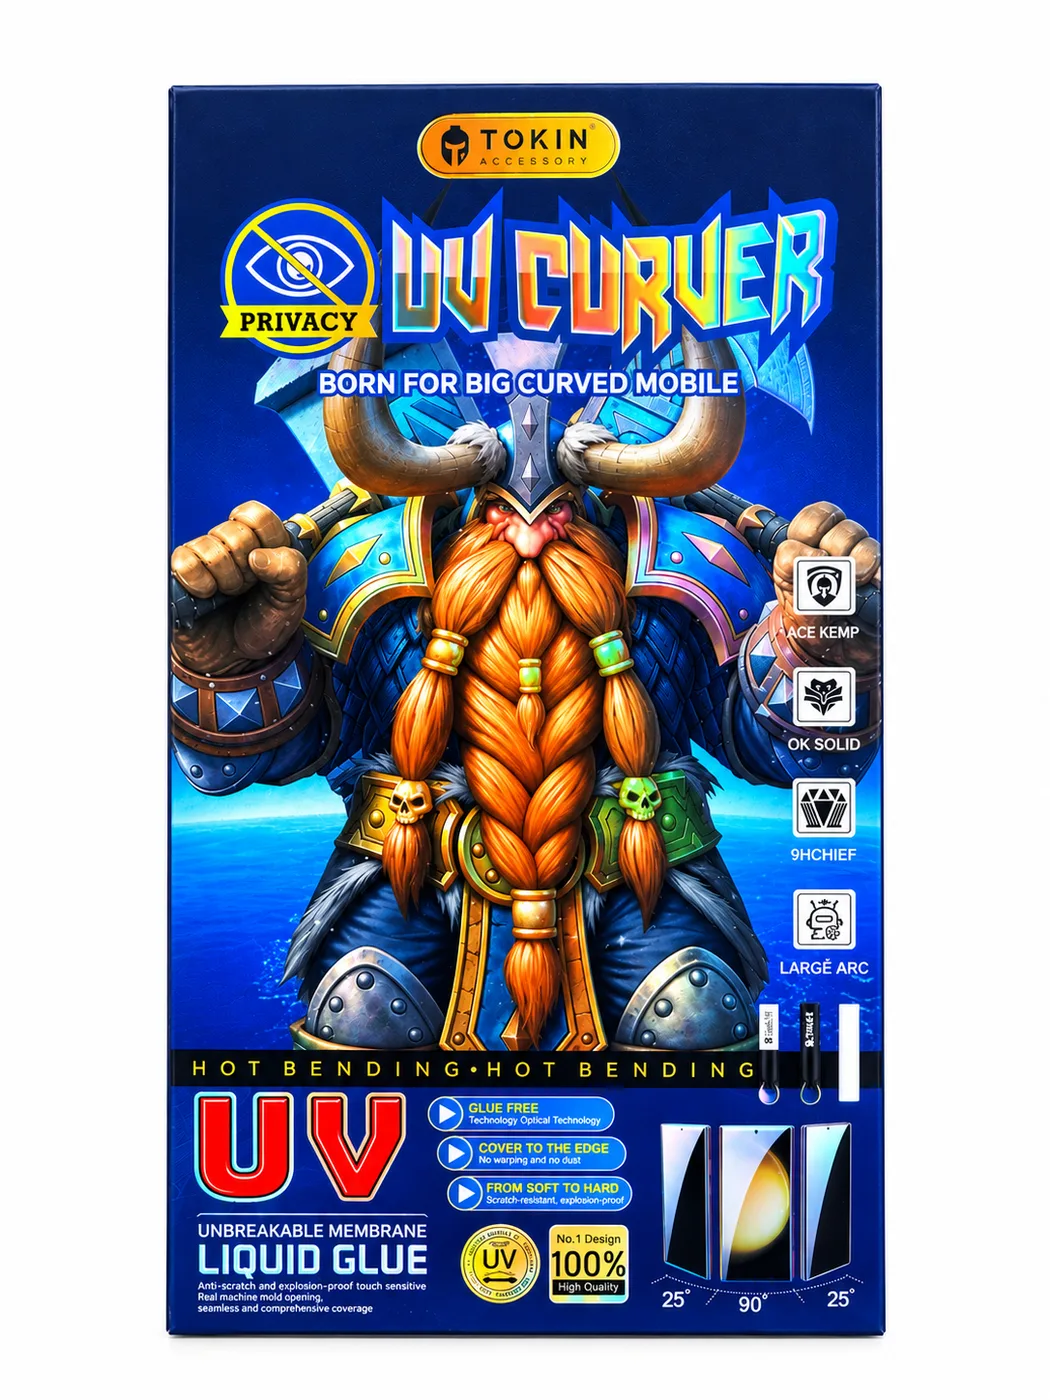 TOKIN®
ACCESSORY
PRIVACY
UV CURVER
BORN FOR BIG CURVED MOBILE
ACE KEMP
OK SOLID
9HCHIEF
LARGĚ ARC
HOT BENDING•HOT BENDING
UV
GLUE FREE
Technology Optical Technology
COVER TO THE EDGE
No warping and no dust
FROM SOFT TO HARD
Scratch-resistant, explosion-proof
UNBREAKABLE MEMBRANE
LIQUID GLUE
Anti-scratch and explosion-proof touch sensitive
Real machine mold opening,
seamless and comprehensive coverage
UV
No.1 Design
100%
High Quality
25°
90°
25°